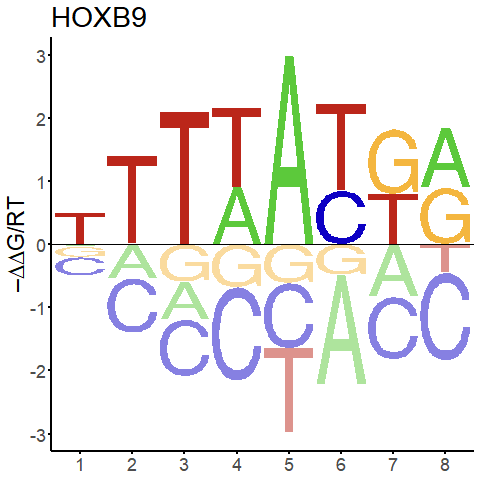 HOXB9
−ΔΔG/RT
3
2
1
0
-1
-2
-3
T T T T A T G A
A C T G
G A G G G G A T
C C A C C A C C
C T
1 2 3 4 5 6 7 8